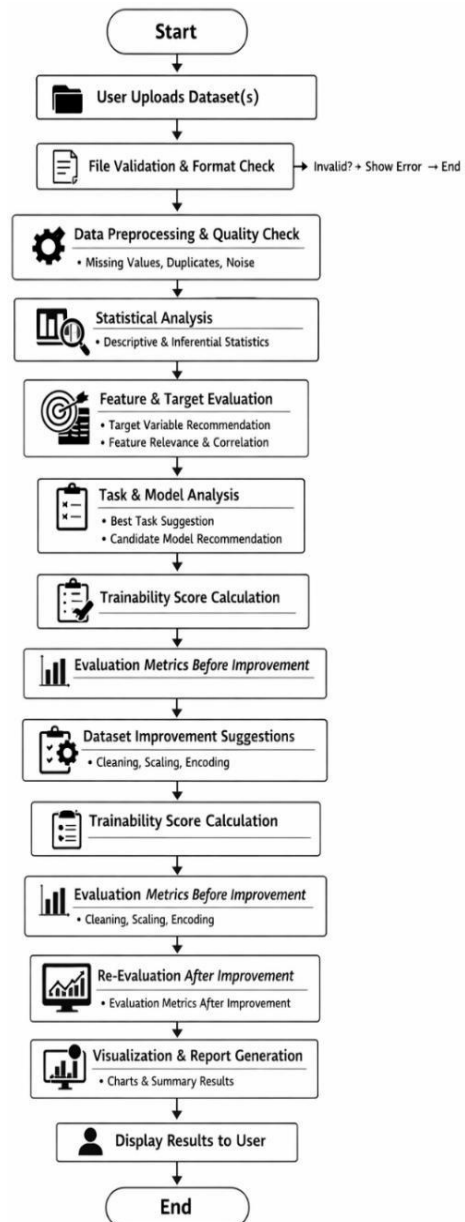 Start
User Uploads Dataset(s)
File Validation & Format Check
Invalid? → Show Error → End
Data Preprocessing & Quality Check
• Missing Values, Duplicates, Noise
Statistical Analysis
• Descriptive & Inferential Statistics
Feature & Target Evaluation
• Target Variable Recommendation
• Feature Relevance & Correlation
Task & Model Analysis
• Best Task Suggestion
• Candidate Model Recommendation
Trainability Score Calculation
Evaluation Metrics Before Improvement
Dataset Improvement Suggestions
• Cleaning, Scaling, Encoding
Trainability Score Calculation
Evaluation Metrics Before Improvement
• Cleaning, Scaling, Encoding
Re-Evaluation After Improvement
• Evaluation Metrics After Improvement
Visualization & Report Generation
• Charts & Summary Results
Display Results to User
End